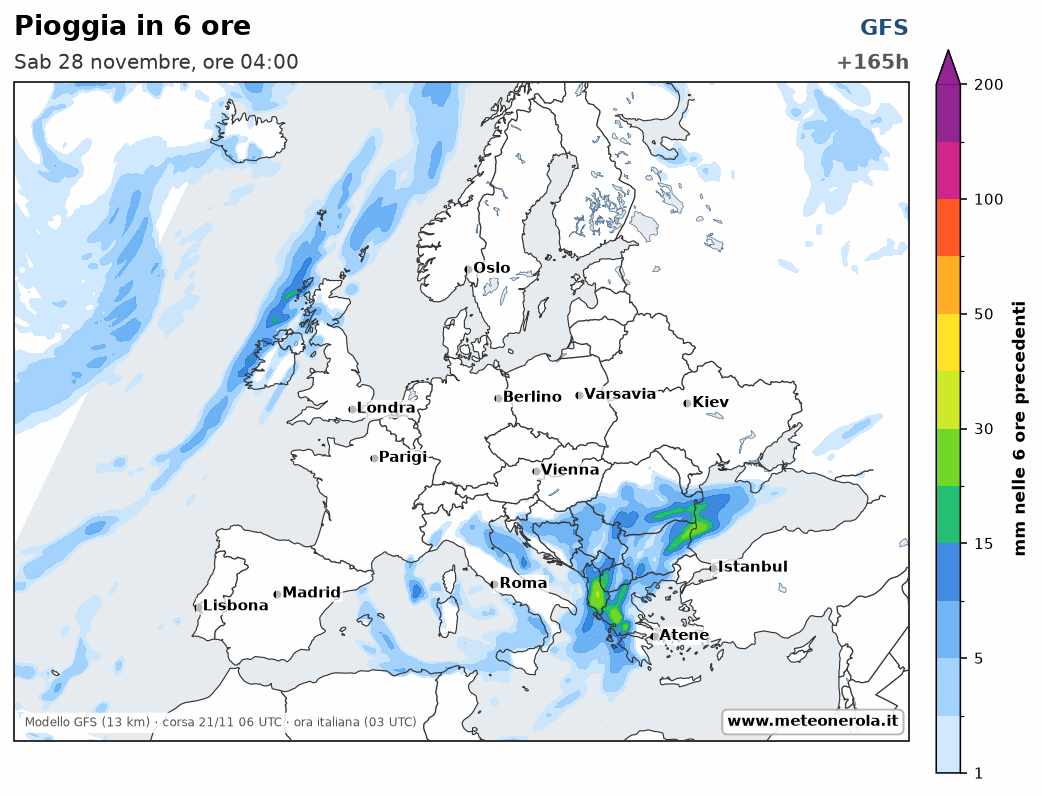 Pioggia in 6 ore
GFS
Sab 28 novembre, ore 04:00
+165h
200
100
50
30
15
5
1
mm nelle 6 ore precedenti
Oslo
Berlino
Varsavia
Kiev
Londra
Parigi
Vienna
Istanbul
Roma
Madrid
Lisbona
Atene
Modello GFS (13 km) · corsa 21/11 06 UTC · ora italiana (03 UTC)
www.meteonerola.it